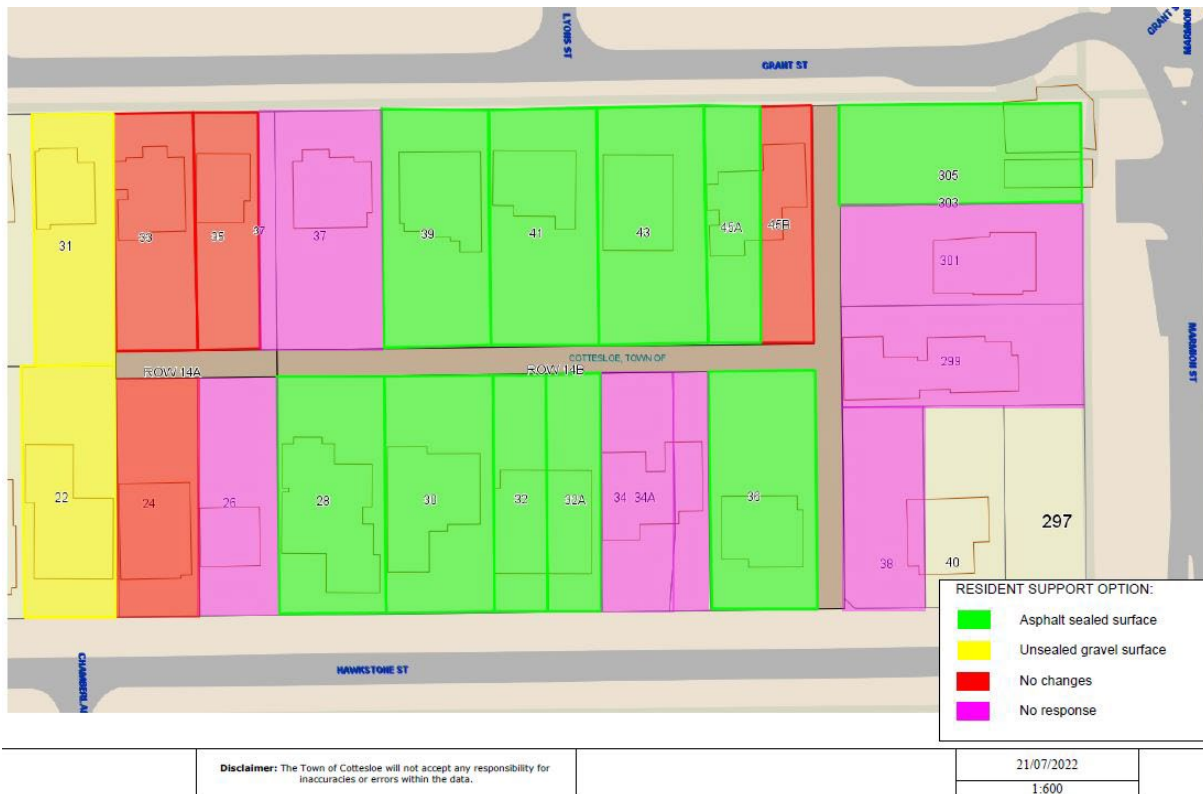 LYONS ST
GRANT ST
GRANT S
MARMION ST
31
33
35
37
37
39
41
43
45A
45B
305
303
301
299
COTTESLOE, TOWN OF
ROW 14A
ROW 14B
22
24
26
28
30
32
32A
34
34A
36
38
40
297
HAWKSTONE ST
RESIDENT SUPPORT OPTION:
Asphalt sealed surface
Unsealed gravel surface
No changes
No response
Disclaimer: The Town of Cottesloe will not accept any responsibility for
inaccuracies or errors within the data.
21/07/2022
1:600